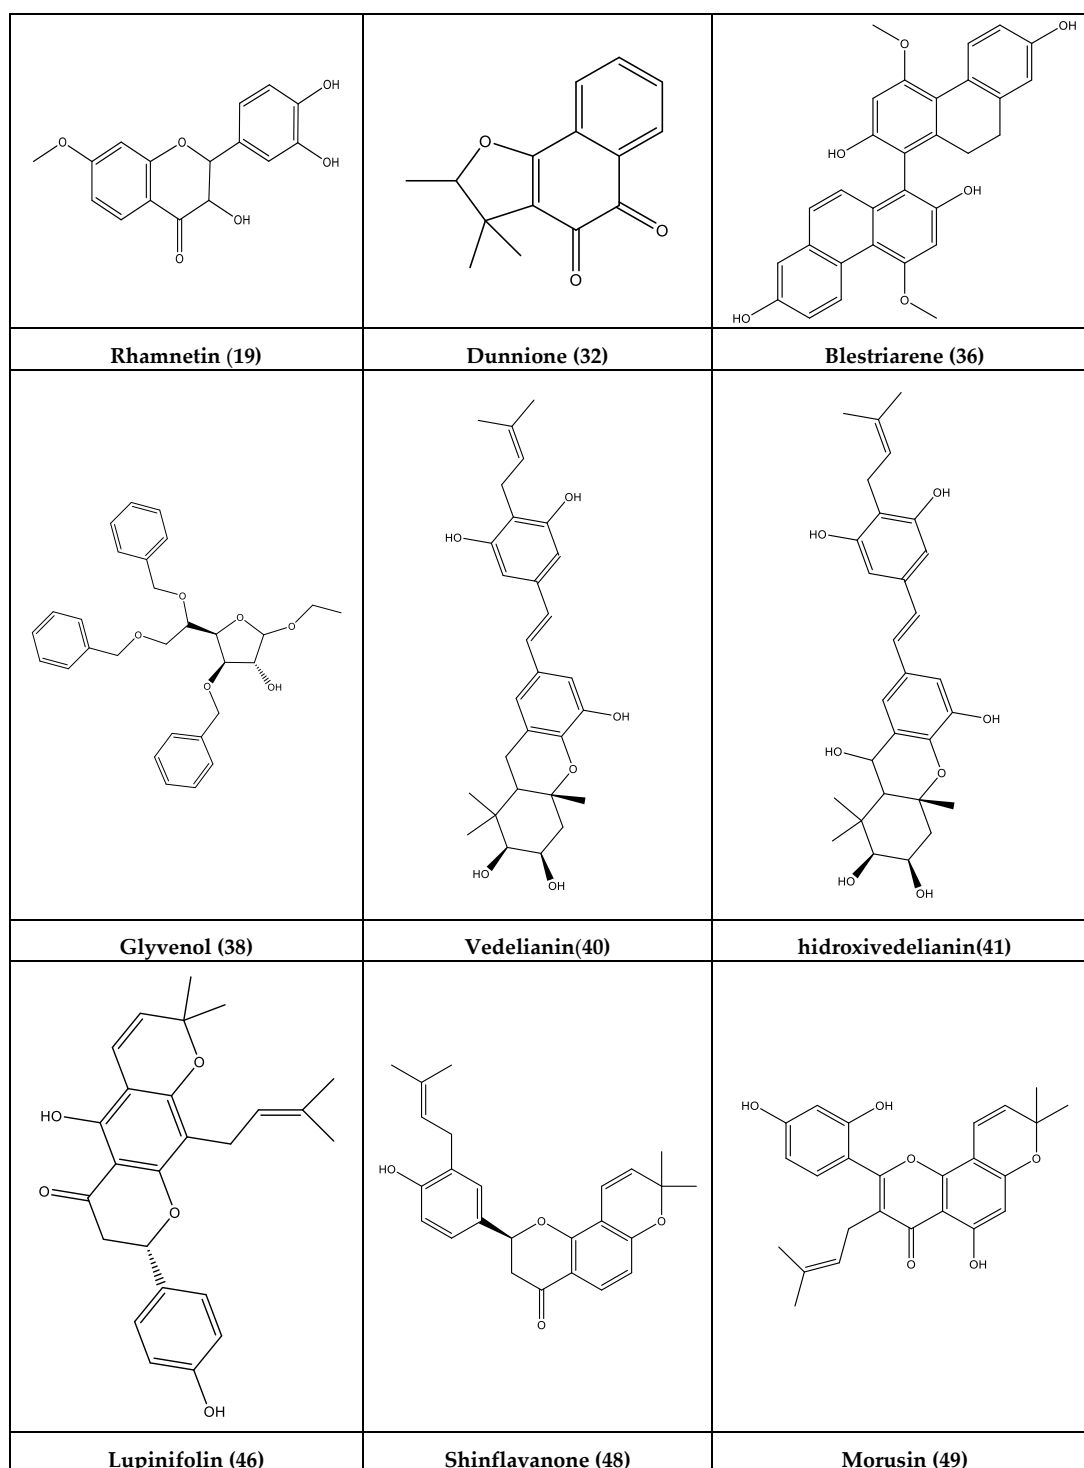 OH
OH
O
O
OH
O
Rhamnetin (19)
O
O
O
Dunnione (32)
O
OH
HO
OH
O
HO
Blestriarene (36)
O
O
O
O
O
OH
Glyvenol (38)
OH
HO
OH
O
HO
OH
Vedelianin(40)
OH
HO
OH
HO
O
HO
OH
hidroxivedelianin(41)
O
HO
O
O
OH
Lupinifolin (46)
HO
O
O
O
Shinflavanone (48)
HO
OH
O
O
O
OH
Morusin (49)